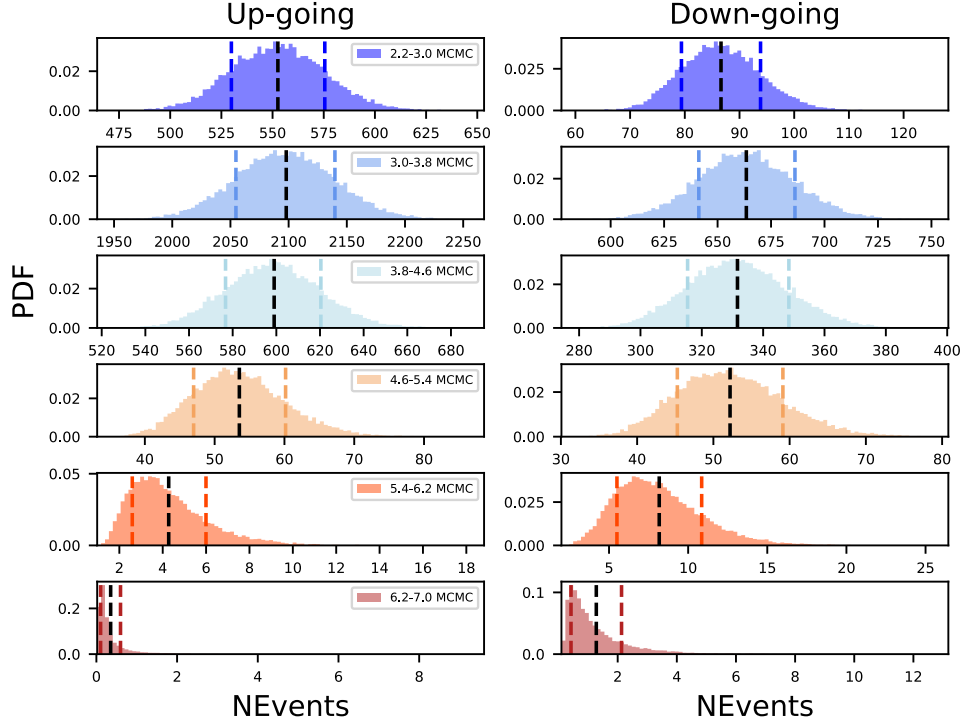 Up-going Down-going
0.02
0.00
2.2–3.0 MCMC
475 500 525 550 575 600 625 650
0.025
0.000
60 70 80 90 100 110 120
0.02
0.00
3.0–3.8 MCMC
1950 2000 2050 2100 2150 2200 2250
0.02
0.00
600 625 650 675 700 725 750
PDF
0.02
0.00
3.8–4.6 MCMC
520 540 560 580 600 620 640 660 680
0.02
0.00
280 300 320 340 360 380 400
0.02
0.00
4.6–5.4 MCMC
40 50 60 70 80
0.02
0.00
30 40 50 60 70 80
0.05
0.00
5.4–6.2 MCMC
2 4 6 8 10 12 14 16 18
0.025
0.000
5 10 15 20 25
0.2
0.0
6.2–7.0 MCMC
0 2 4 6 8
0.1
0.0
2 4 6 8 10 12
NEvents NEvents